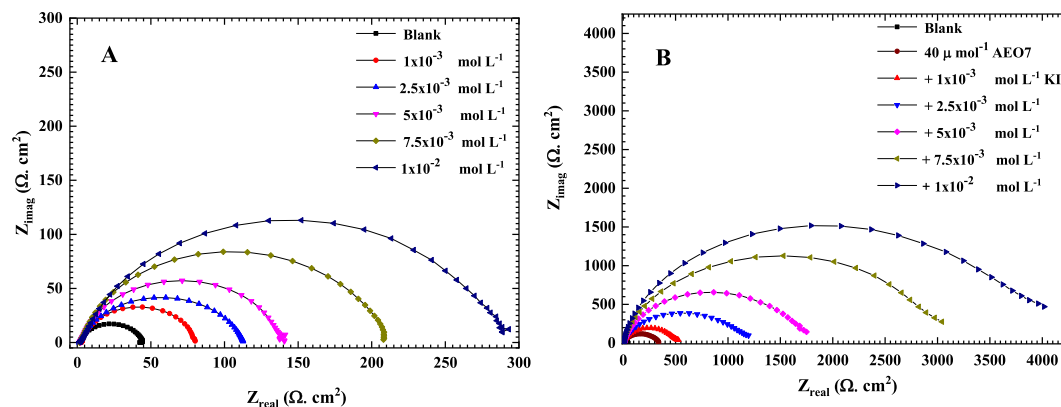 A
Blank
1x10⁻³ mol L⁻¹
2.5x10⁻³ mol L⁻¹
5x10⁻³ mol L⁻¹
7.5x10⁻³ mol L⁻¹
1x10⁻² mol L⁻¹
300
250
200
150
100
50
0
Z_imag (Ω. cm²)
0 50 100 150 200 250 300
Z_real (Ω. cm²)
B
Blank
40 μ mol⁻¹ AEO7
+ 1x10⁻³ mol L⁻¹ KI
+ 2.5x10⁻³ mol L⁻¹
+ 5x10⁻³ mol L⁻¹
+ 7.5x10⁻³ mol L⁻¹
+ 1x10⁻² mol L⁻¹
4000
3500
3000
2500
2000
1500
1000
500
0
Z_imag (Ω. cm²)
0 500 1000 1500 2000 2500 3000 3500 4000
Z_real (Ω. cm²)